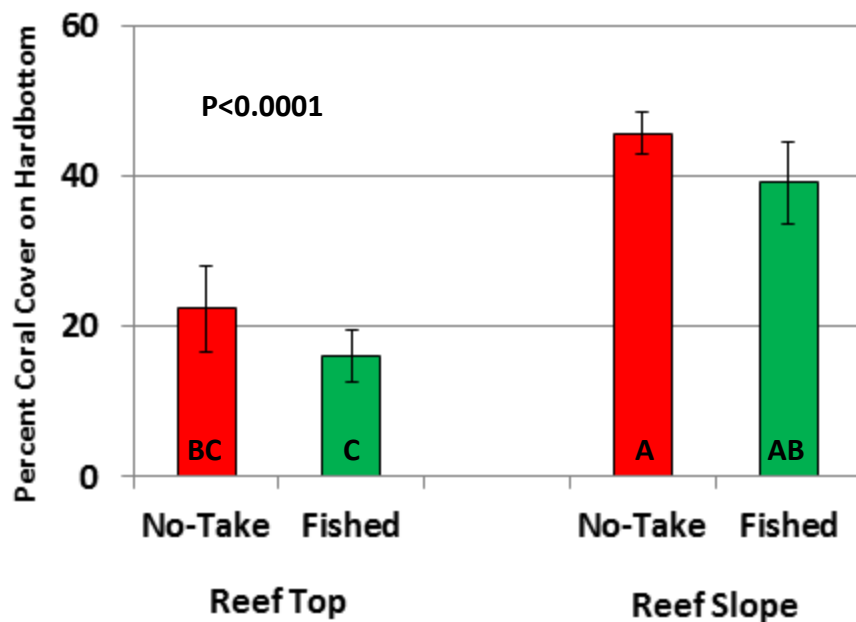 Percent Coral Cover on Hardbottom
60
40
20
0
P<0.0001
BC
C
A
AB
No-Take Fished No-Take Fished
Reef Top Reef Slope